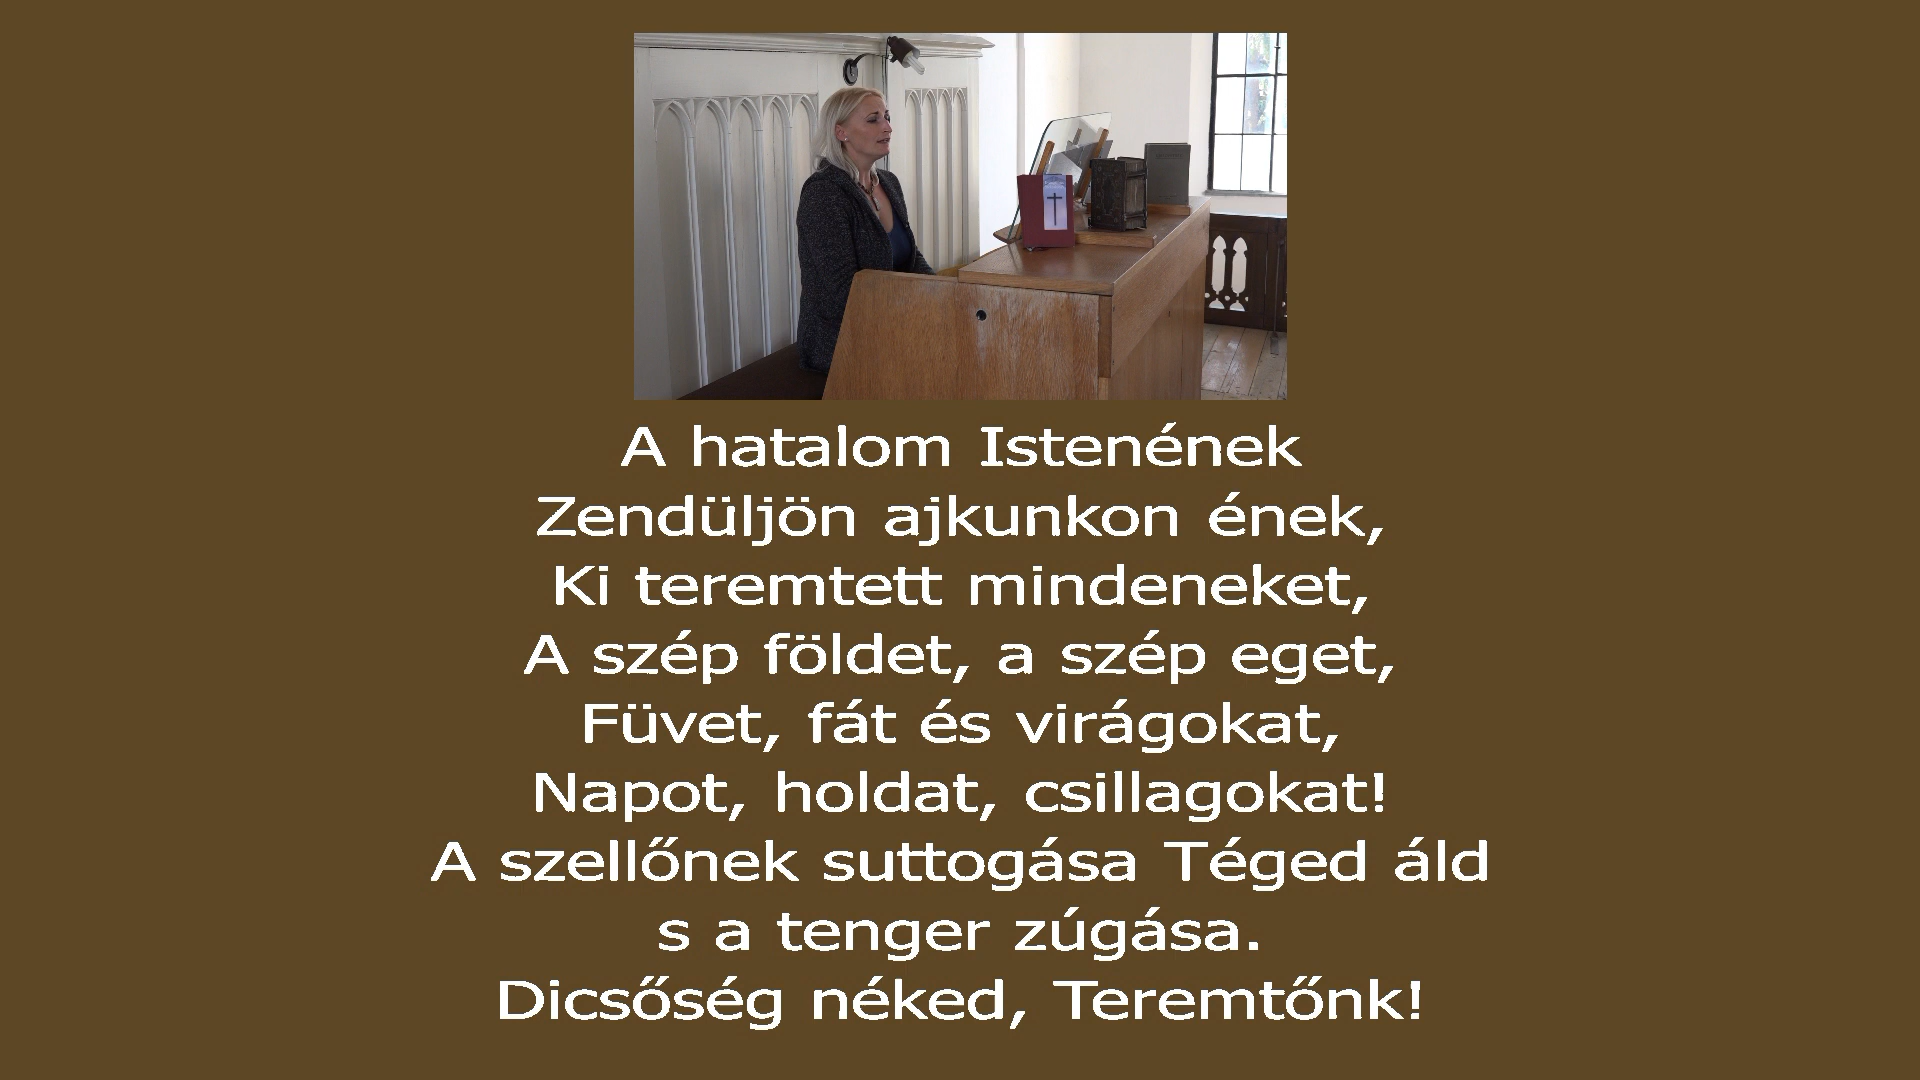 A hatalom Istenének
Zendüljön ajkunkon ének,
Ki teremtett mindeneket,
A szép földet, a szép eget,
Füvet, fát és virágokat,
Napot, holdat, csillagokat!
A szellőnek suttogása Téged áld
s a tenger zúgása.
Dicsőség néked, Teremtőnk!